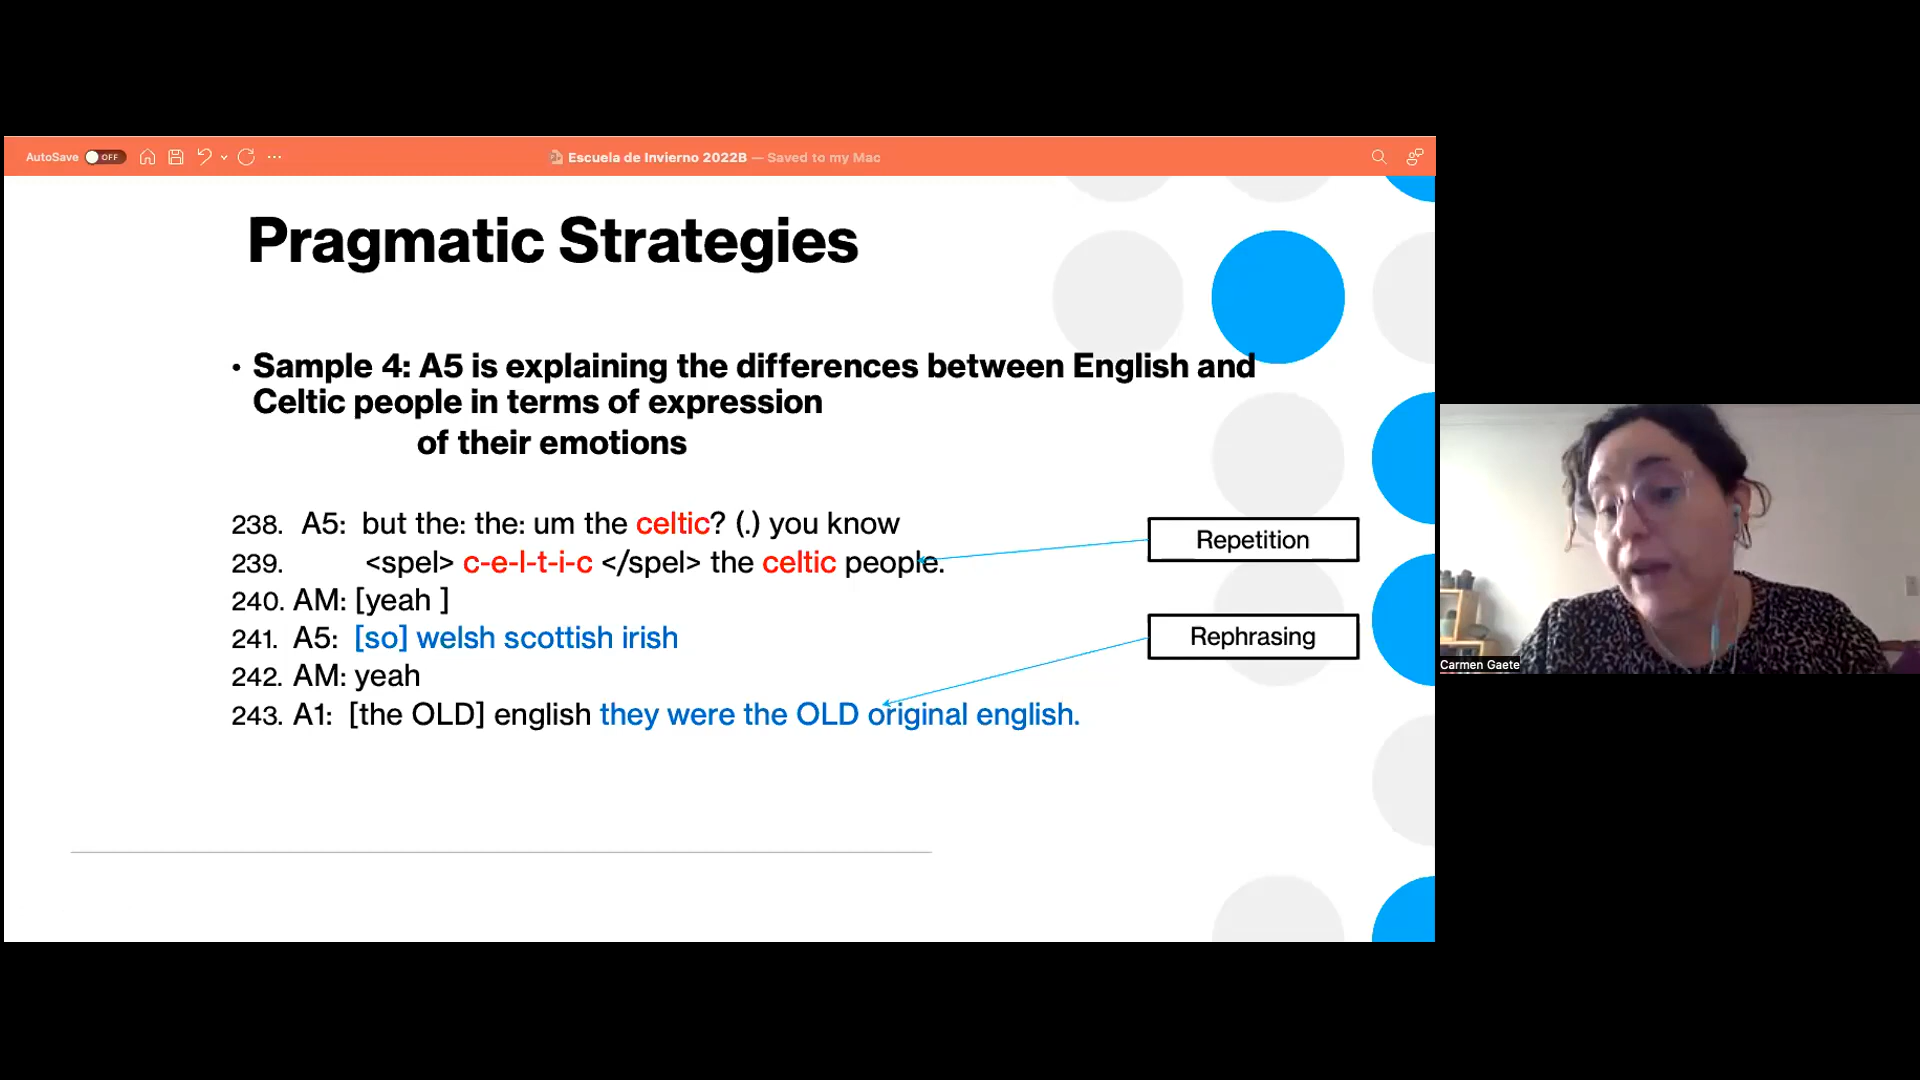 AutoSave OFF
Escuela de Invierno 2022B — Saved to my Mac
Pragmatic Strategies
• Sample 4: A5 is explaining the differences between English and
Celtic people in terms of expression
of their emotions
238. A5: but the: the: um the celtic? (.) you know
239. <spel> c-e-l-t-i-c </spel> the celtic people.
Repetition
240. AM: [yeah ]
241. A5: [so] welsh scottish irish
Rephrasing
242. AM: yeah
243. A1: [the OLD] english they were the OLD original english.
Carmen Gaete